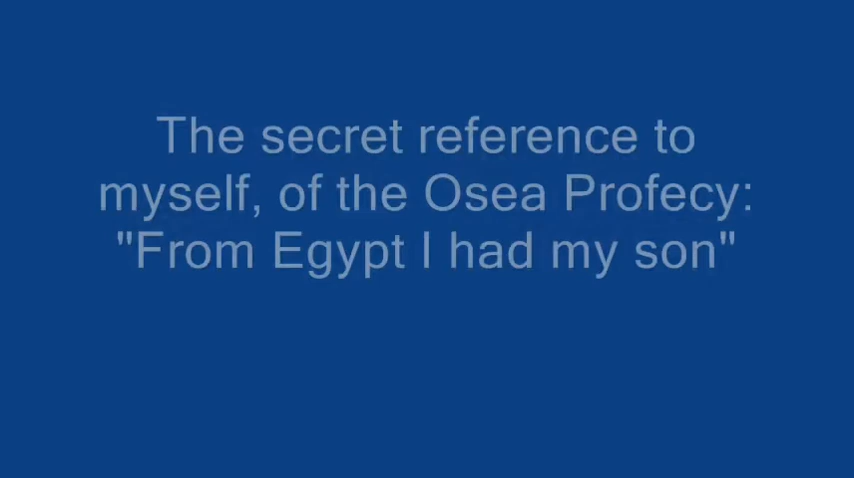 The secret reference to
myself, of the Osea Profecy:
"From Egypt I had my son"